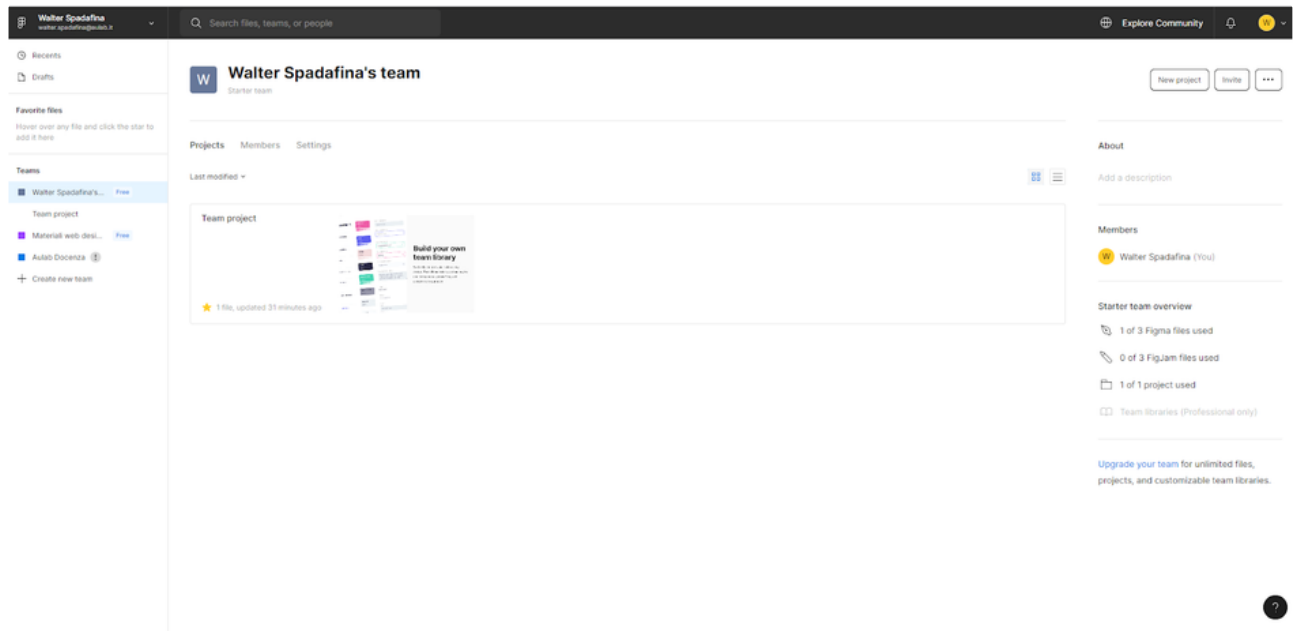 Walter Spadafina
walter.spadafina@aulab.it
Search files, teams, or people
Explore Community
W
Recents
Drafts
Favorite files
Hover over any file and click the star to
add it here
Teams
Walter Spadafina's... Free
Team project
Materiali web desi... Free
Aulab Docenza
Create new team
W
Walter Spadafina's team
Starter team
New project
Invite
...
Projects Members Settings
Last modified
Team project
Build your own
team library
1 file, updated 31 minutes ago
About
Add a description
Members
W Walter Spadafina (You)
Starter team overview
1 of 3 Figma files used
0 of 3 FigJam files used
1 of 1 project used
Team libraries (Professional only)
Upgrade your team for unlimited files,
projects, and customizable team libraries.
?